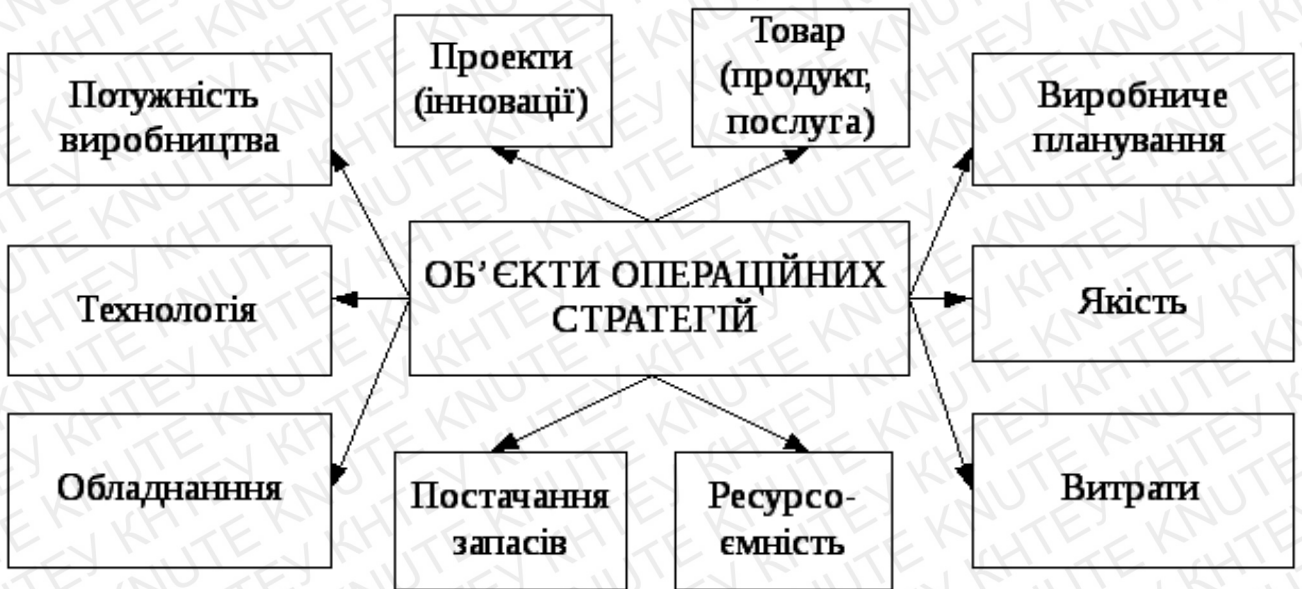 Проекти
(інновації)
Товар
(продукт,
послуга)
Потужність
виробництва
Виробниче
планування
ОБ’ЄКТИ ОПЕРАЦІЙНИХ
СТРАТЕГІЙ
Технологія
Якість
Обладнанння
Постачання
запасів
Ресурсо-
ємність
Витрати